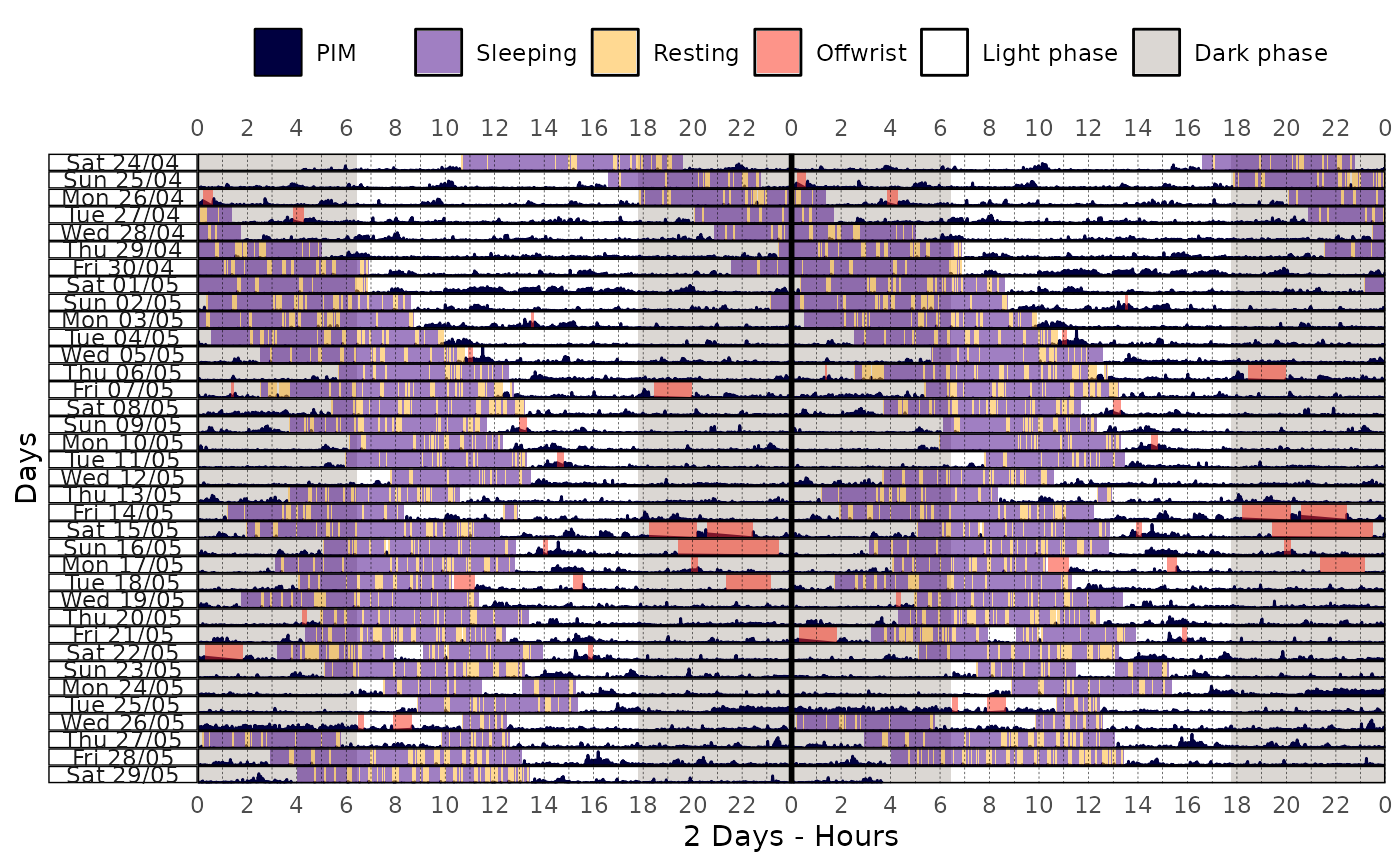 PIM Sleeping Resting Offwrist Light phase Dark phase
0 2 4 6 8 10 12 14 16 18 20 22 0 2 4 6 8 10 12 14 16 18 20 22 0
Sat 24/04
Sun 25/04
Mon 26/04
Tue 27/04
Wed 28/04
Thu 29/04
Fri 30/04
Sat 01/05
Sun 02/05
Mon 03/05
Tue 04/05
Wed 05/05
Thu 06/05
Fri 07/05
Sat 08/05
Sun 09/05
Mon 10/05
Tue 11/05
Wed 12/05
Thu 13/05
Fri 14/05
Sat 15/05
Sun 16/05
Mon 17/05
Tue 18/05
Wed 19/05
Thu 20/05
Fri 21/05
Sat 22/05
Sun 23/05
Mon 24/05
Tue 25/05
Wed 26/05
Thu 27/05
Fri 28/05
Sat 29/05
Days
0 2 4 6 8 10 12 14 16 18 20 22 0 2 4 6 8 10 12 14 16 18 20 22 0
2 Days - Hours